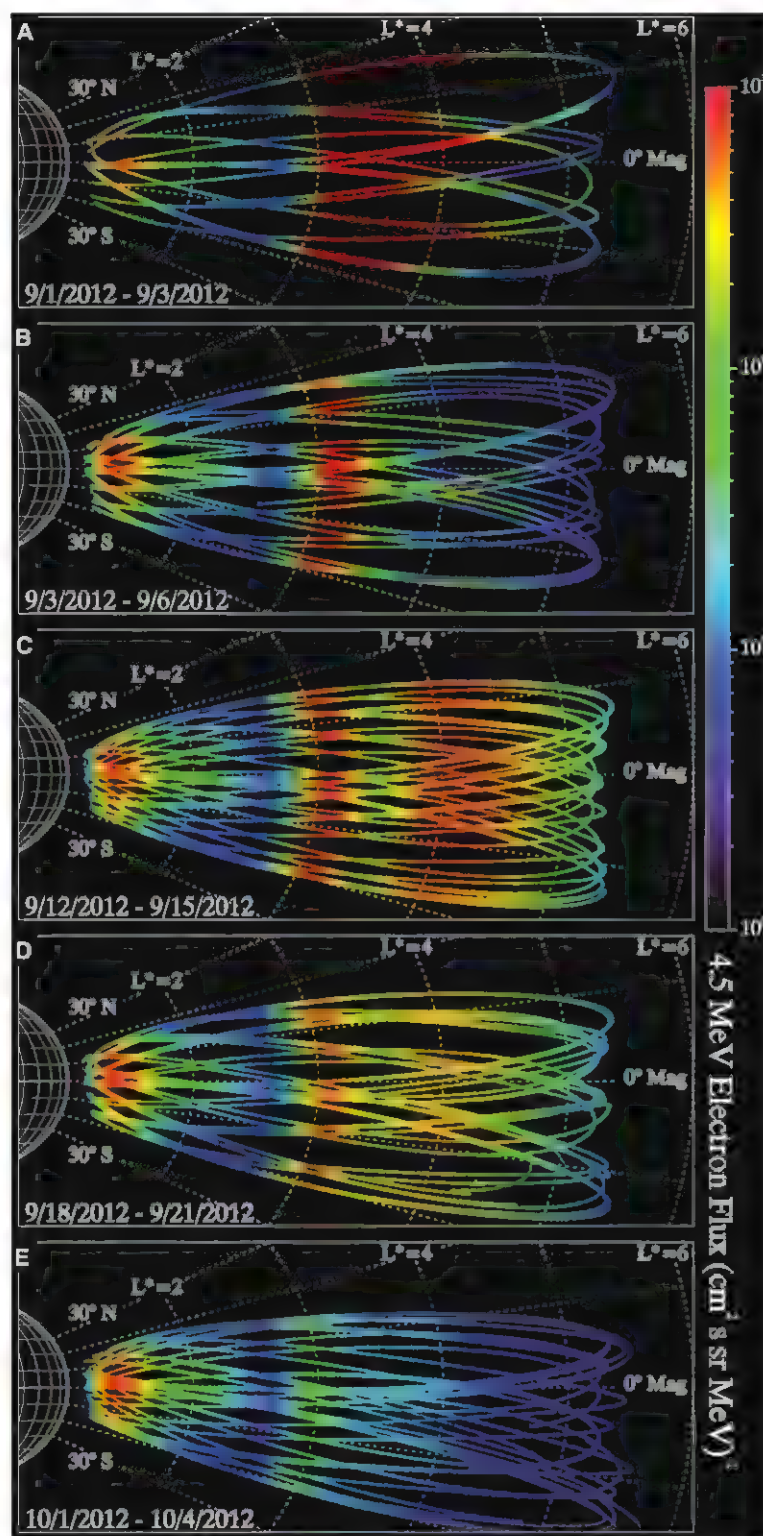 A
L*=2
L*=4
L*=6
30° N
0° Mag
30° S
9/1/2012 - 9/3/2012
B
L*=2
L*=4
L*=6
30° N
0° Mag
30° S
9/3/2012 - 9/6/2012
C
L*=2
L*=4
L*=6
30° N
0° Mag
30° S
9/12/2012 - 9/15/2012
D
L*=2
L*=4
L*=6
30° N
0° Mag
30° S
9/18/2012 - 9/21/2012
E
L*=2
L*=4
L*=6
30° N
0° Mag
30° S
10/1/2012 - 10/4/2012
4.5 MeV Electron Flux (cm² s sr MeV)